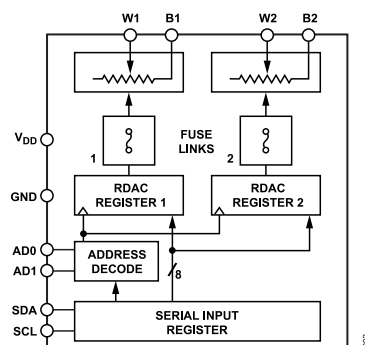 W1 B1 W2 B2
V_DD
1
FUSE
LINKS
2
GND
RDAC
REGISTER 1
RDAC
REGISTER 2
AD0
AD1
ADDRESS
DECODE
8
SDA
SCL
SERIAL INPUT
REGISTER